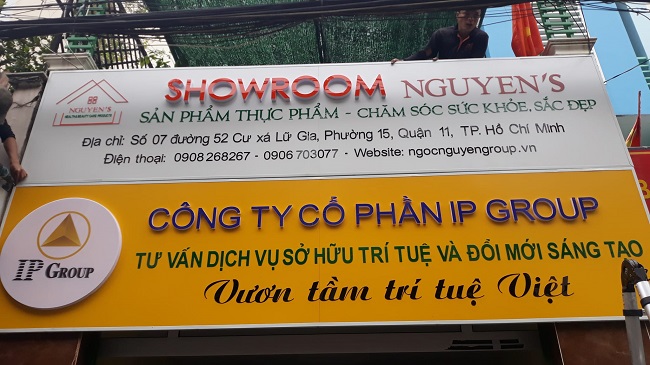 SHOWROOM NGUYEN'S
NGUYEN'S
SẢN PHẨM THỰC PHẨM - CHĂM SÓC SỨC KHỎE, SẮC ĐẸP
Địa chỉ: Số 07 đường 52 Cư xá Lữ Gia, Phường 15, Quận 11, TP. Hồ Chí Minh
Điện thoại: 0908 268267 - 0906 703077 - Website: ngocnguyengroup.vn
CÔNG TY CỔ PHẦN IP GROUP
IP GROUP
TƯ VẤN DỊCH VỤ SỞ HỮU TRÍ TUỆ VÀ ĐỔI MỚI SÁNG TẠO
Vươn tầm trí tuệ Việt